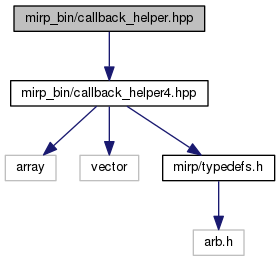 mirp_bin/callback_helper.hpp
mirp_bin/callback_helper4.hpp
array
vector
mirp/typedefs.h
arb.h